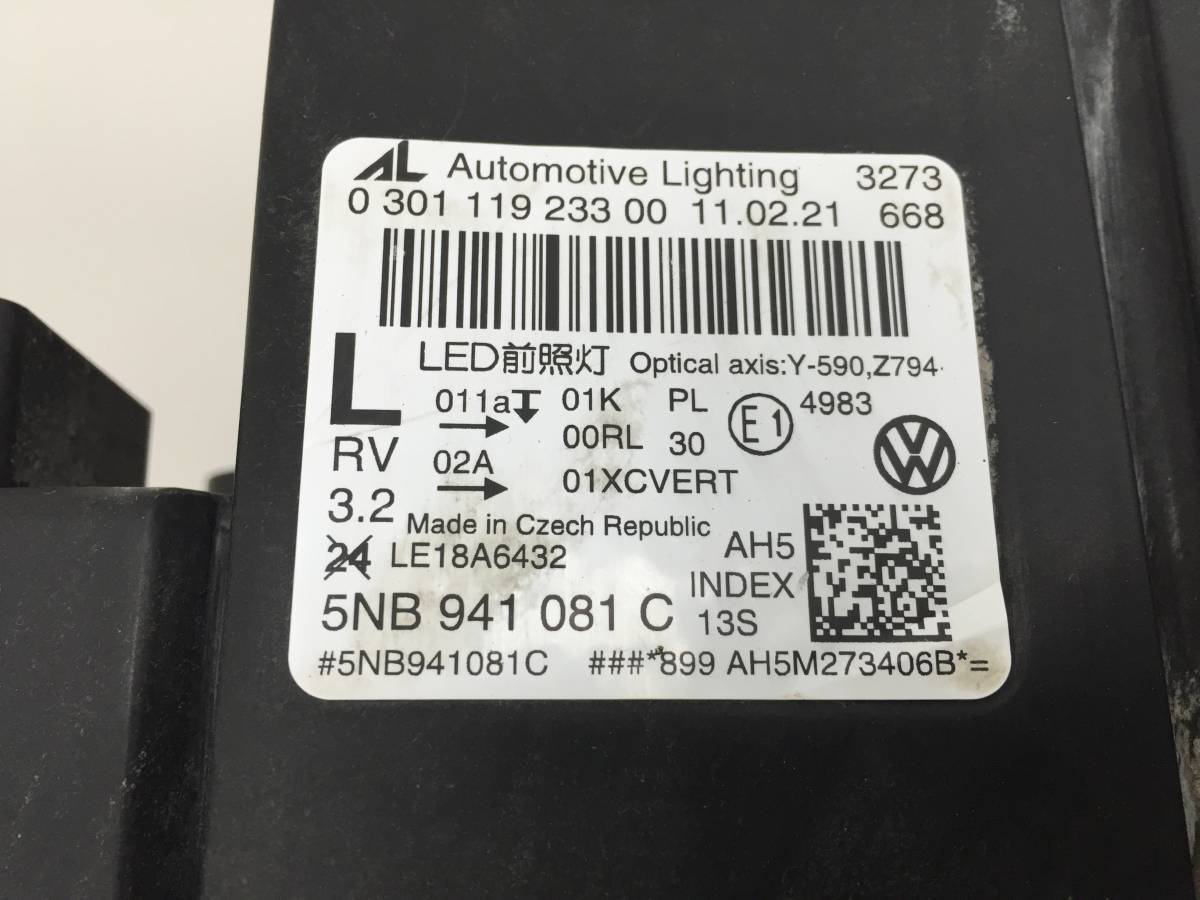 AL Automotive Lighting 3273
0 301 119 233 00 11.02.21 668
L LED前照灯 Optical axis:Y-590,Z794
011a 01K PL E1 4983
00RL 30
RV 02A 01XCVERT
3.2 Made in Czech Republic
24 LE18A6432 AH5
5NB 941 081 C INDEX
13S
#5NB941081C ###*899 AH5M273406B*=